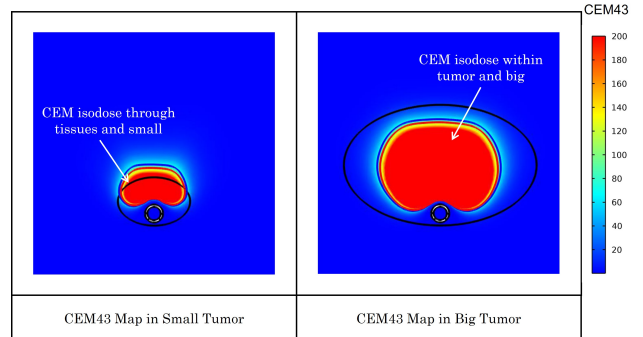 CEM43
CEM isodose through
tissues and small
CEM isodose within
tumor and big
200
180
160
140
120
100
80
60
40
20
CEM43 Map in Small Tumor
CEM43 Map in Big Tumor